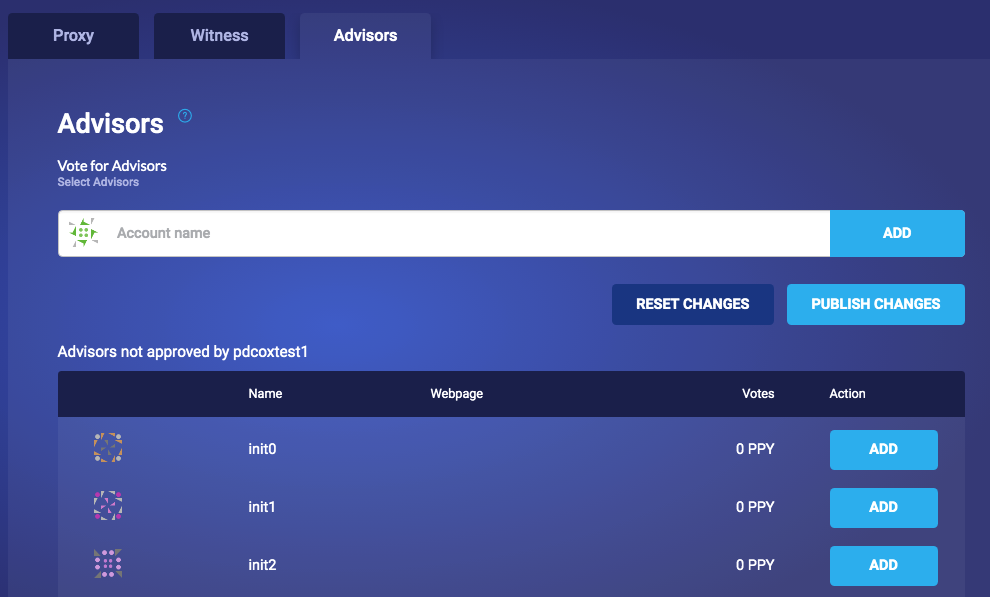 Proxy Witness Advisors
Advisors ?
Vote for Advisors
Select Advisors
Account name ADD
RESET CHANGES PUBLISH CHANGES
Advisors not approved by pdcoxtest1
Name Webpage Votes Action
init0 0 PPY ADD
init1 0 PPY ADD
init2 0 PPY ADD